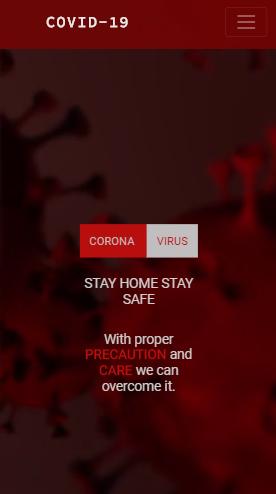 COVID-19
CORONA VIRUS
STAY HOME STAY
SAFE
With proper
PRECAUTION and
CARE we can
overcome it.